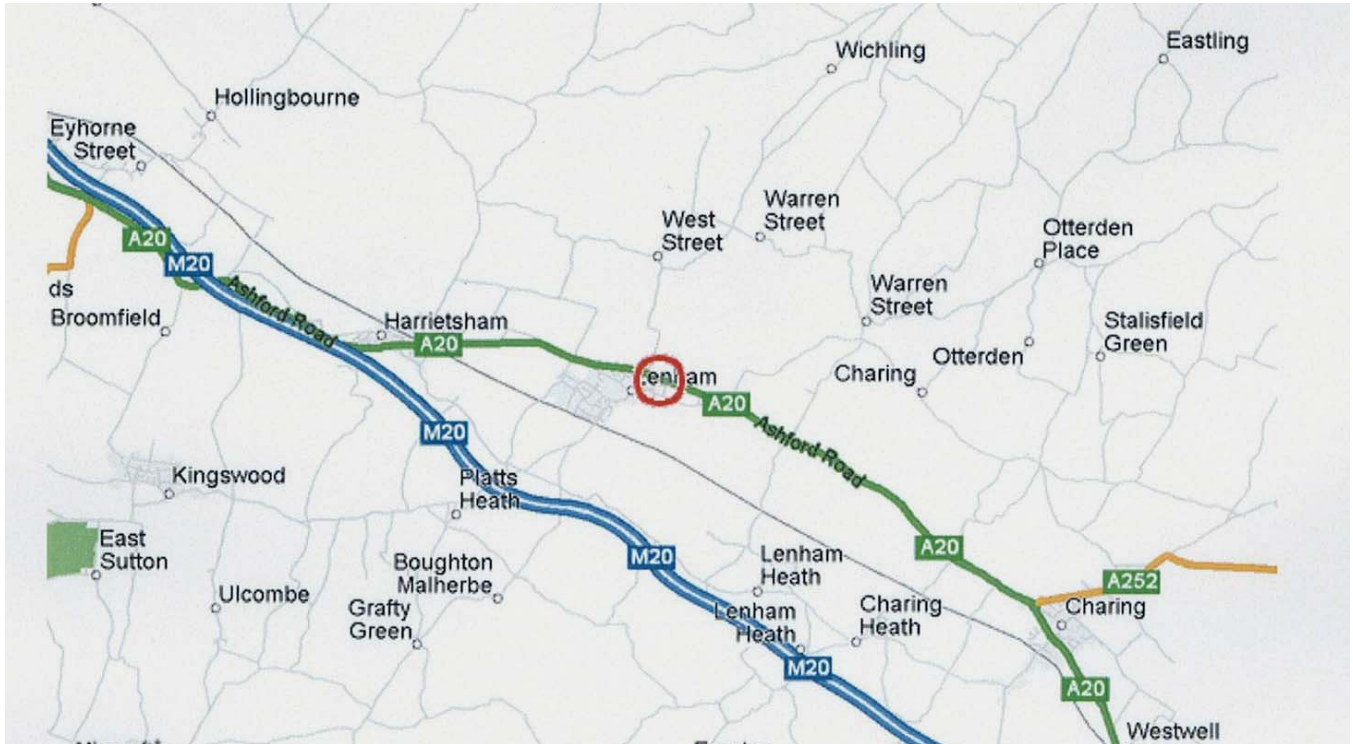 Wichling
Eastling
Hollingbourne
Eyhorne
Street
Warren
Street
West
Street
Otterden
Place
A20
M20
ds
Ashford Road
Warren
Street
Broomfield
Harrietsham
A20
Stalisfield
Green
Otterden
Lenham
Charing
A20
Ashford Road
M20
Kingswood
Platts
Heath
East
Sutton
A20
M20
Boughton
Malherbe
Lenham
Heath
A252
Ulcombe
Grafty
Green
Lenham
Heath
Charing
Heath
Charing
M20
A20
Westwell